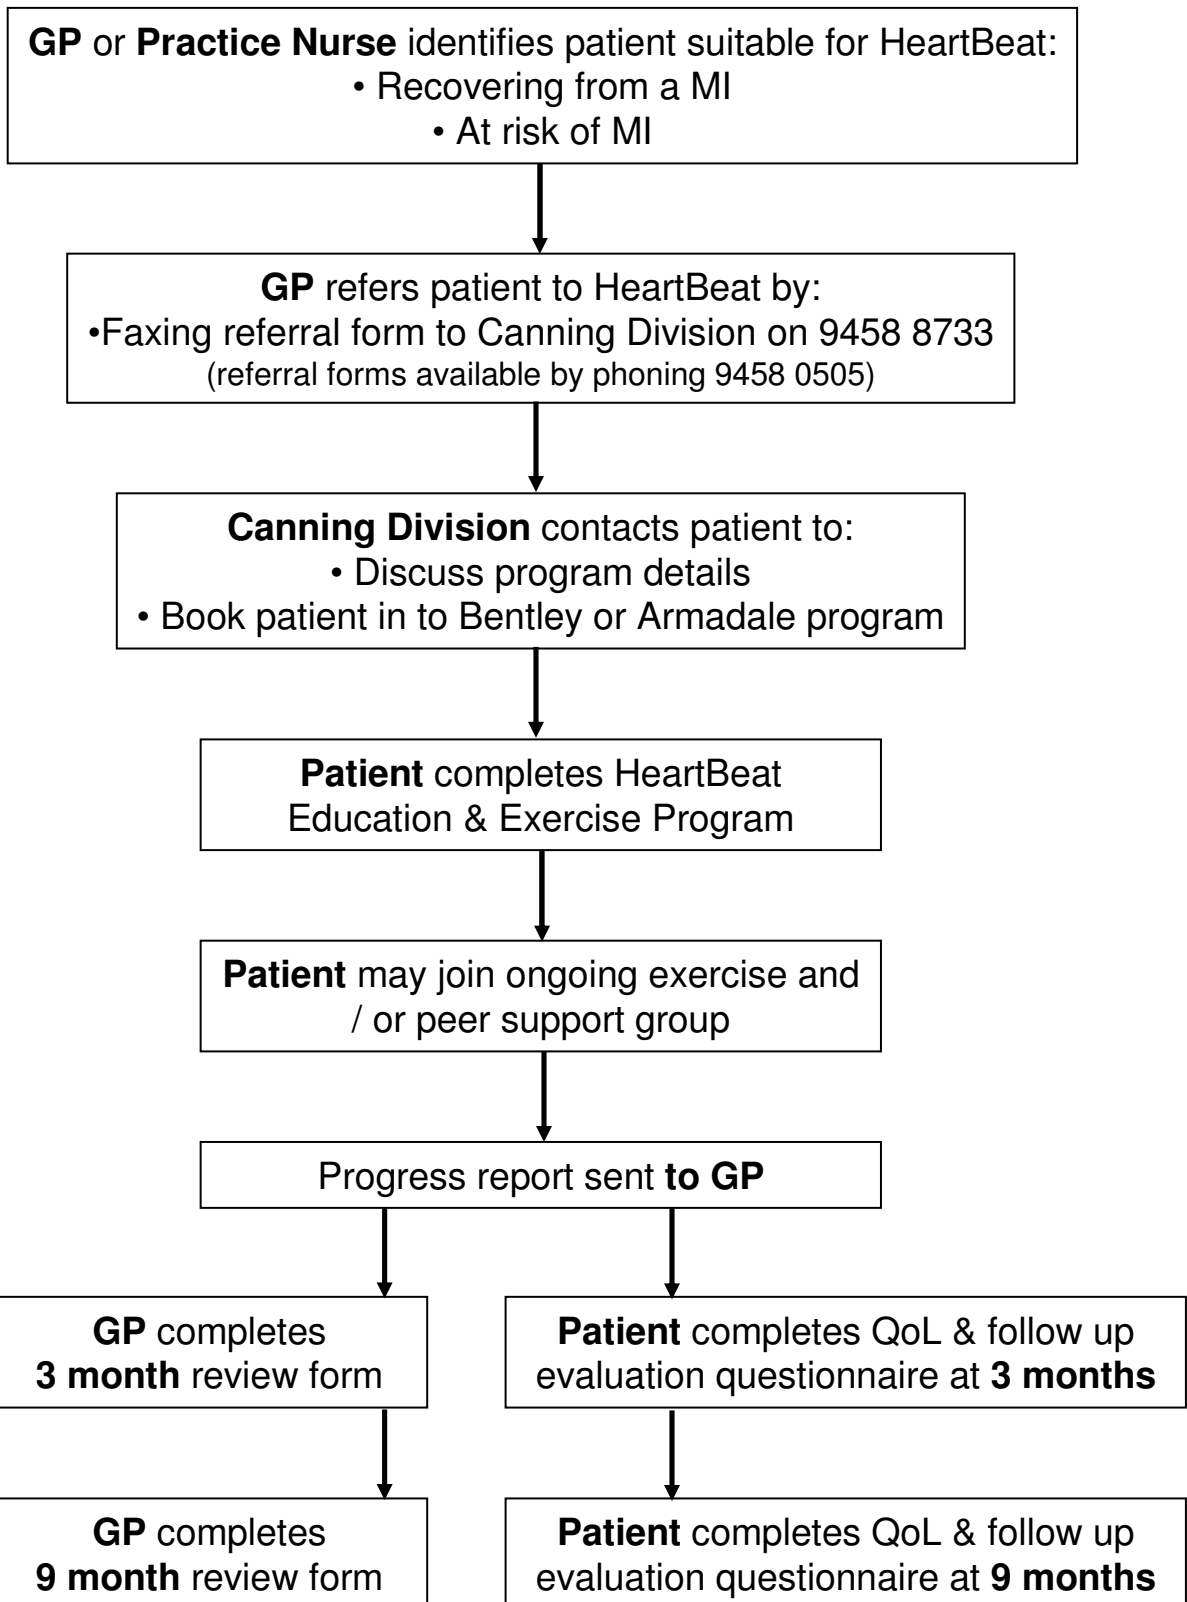 GP or Practice Nurse identifies patient suitable for HeartBeat:
• Recovering from a MI
• At risk of MI
GP refers patient to HeartBeat by:
•Faxing referral form to Canning Division on 9458 8733
(referral forms available by phoning 9458 0505)
Canning Division contacts patient to:
• Discuss program details
• Book patient in to Bentley or Armadale program
Patient completes HeartBeat
Education & Exercise Program
Patient may join ongoing exercise and
/ or peer support group
Progress report sent to GP
GP completes
3 month review form
Patient completes QoL & follow up
evaluation questionnaire at 3 months
GP completes
9 month review form
Patient completes QoL & follow up
evaluation questionnaire at 9 months